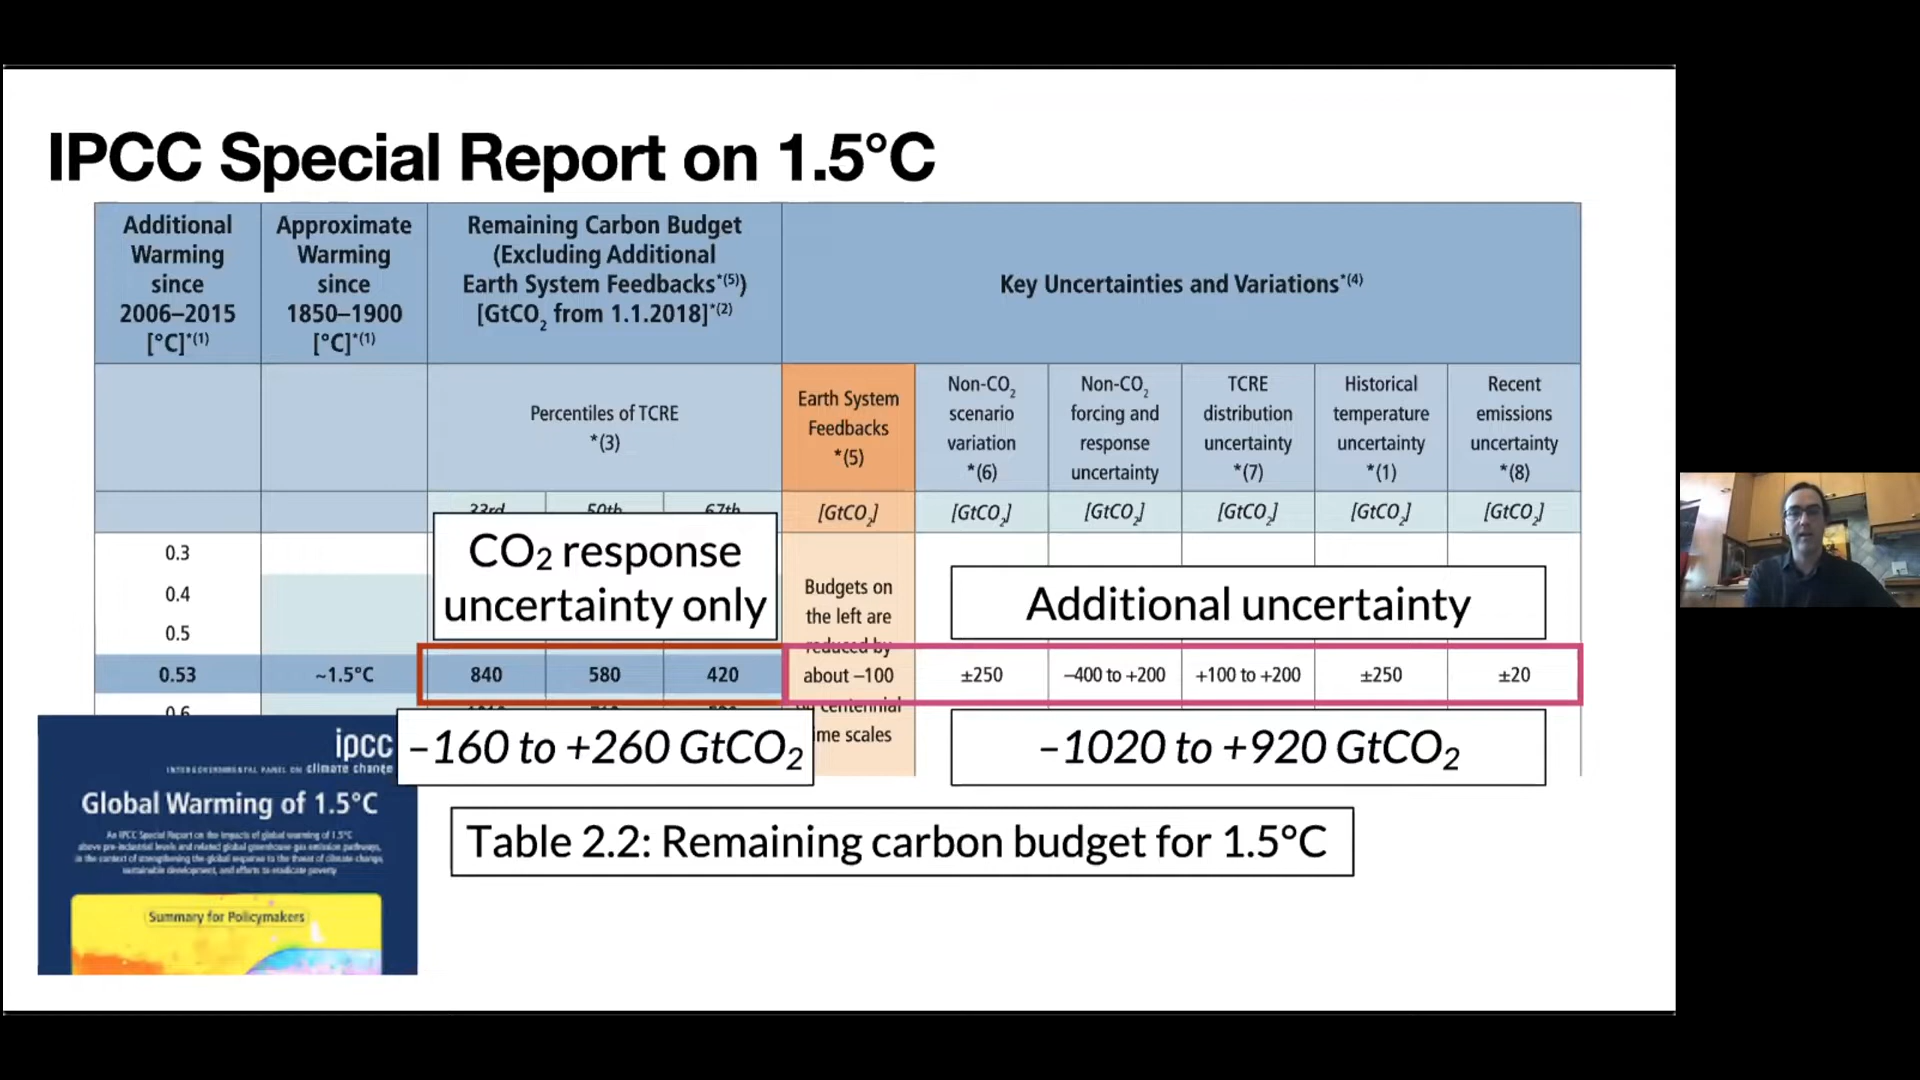 IPCC Special Report on 1.5°C
Additional
Warming
since
2006–2015
[°C]*(1)
Approximate
Warming
since
1850–1900
[°C]*(1)
Remaining Carbon Budget
(Excluding Additional
Earth System Feedbacks*(5))
[GtCO2 from 1.1.2018]*(2)
Key Uncertainties and Variations*(4)
Percentiles of TCRE
*(3)
Earth System
Feedbacks
*(5)
Non-CO2
scenario
variation
*(6)
Non-CO2
forcing and
response
uncertainty
TCRE
distribution
uncertainty
*(7)
Historical
temperature
uncertainty
*(1)
Recent
emissions
uncertainty
*(8)
33rd 50th 67th
[GtCO2] [GtCO2] [GtCO2] [GtCO2] [GtCO2] [GtCO2]
0.3
0.4
0.5
CO2 response
uncertainty only
Budgets on
the left are
reduced by
about –100
on centennial
time scales
Additional uncertainty
0.53 ~1.5°C 840 580 420 ±250 –400 to +200 +100 to +200 ±250 ±20
0.6
–160 to +260 GtCO2
–1020 to +920 GtCO2
Table 2.2: Remaining carbon budget for 1.5°C
ipcc
INTERGOVERNMENTAL PANEL ON climate change
Global Warming of 1.5°C
An IPCC Special Report on the impacts of global warming of 1.5°C
above pre-industrial levels and related global greenhouse gas emission pathways,
in the context of strengthening the global response to the threat of climate change,
sustainable development, and efforts to eradicate poverty
Summary for Policymakers